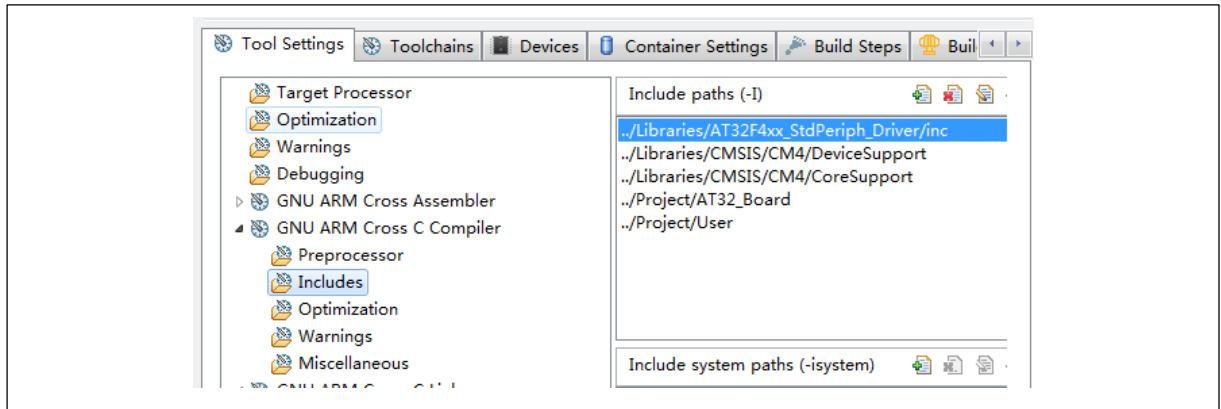 Tool Settings Toolchains Devices Container Settings Build Steps Buil
Target Processor
Optimization
Warnings
Debugging
GNU ARM Cross Assembler
GNU ARM Cross C Compiler
Preprocessor
Includes
Optimization
Warnings
Miscellaneous
Include paths (-I)
../Libraries/AT32F4xx_StdPeriph_Driver/inc
../Libraries/CMSIS/CM4/DeviceSupport
../Libraries/CMSIS/CM4/CoreSupport
../Project/AT32_Board
../Project/User
Include system paths (-isystem)